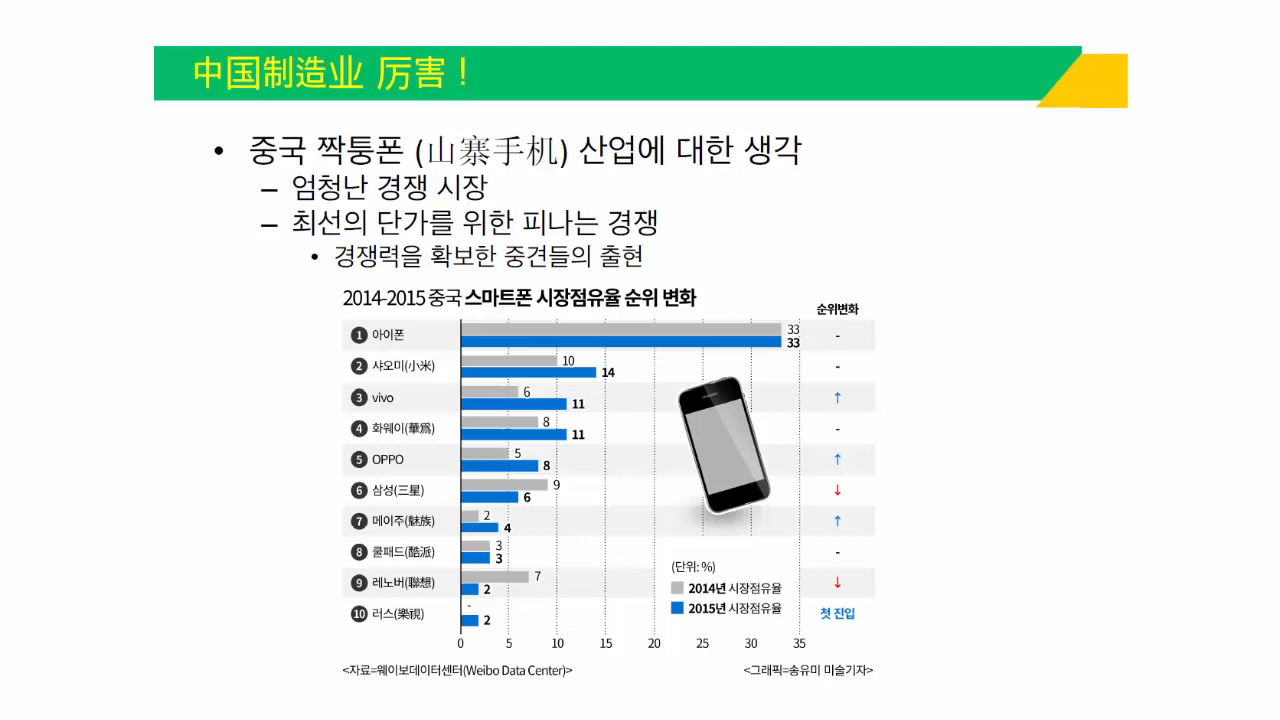 中国制造业 厉害！
• 중국 짝퉁폰 (山寨手机) 산업에 대한 생각
– 엄청난 경쟁 시장
– 최선의 단가를 위한 피나는 경쟁
• 경쟁력을 확보한 중견들의 출현
2014-2015 중국 스마트폰 시장점유율 순위 변화
순위변화
1 아이폰 33 33 -
2 샤오미(小米) 10 14 -
3 vivo 6 11 ↑
4 화웨이(華爲) 8 11 -
5 OPPO 5 8 ↑
6 삼성(三星) 9 6 ↓
7 메이주(魅族) 2 4 ↑
8 쿨패드(酷派) 3 3 -
9 레노버(聯想) 7 2 ↓
10 러스(樂視) - 2 첫 진입
(단위: %)
2014년 시장점유율
2015년 시장점유율
0 5 10 15 20 25 30 35
<자료=웨이보데이터센터(Weibo Data Center)> <그래픽=송유미 미술기자>